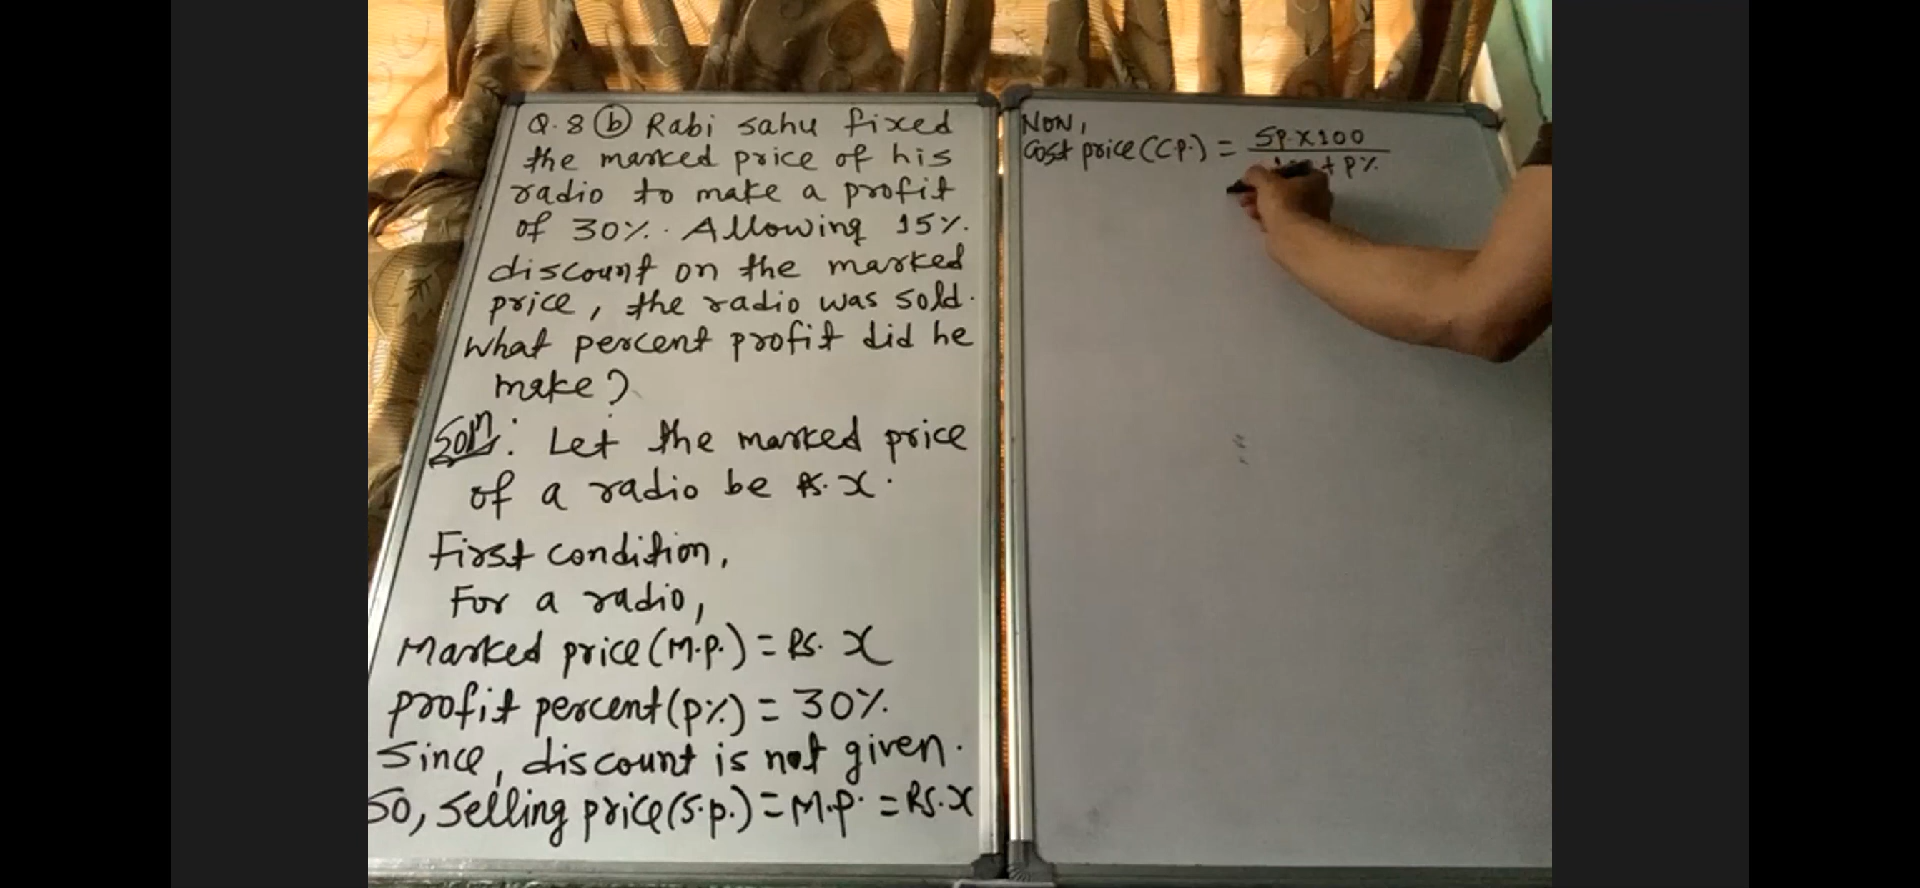 Q.8 (b) Rabi sahu fixed
the marked price of his
radio to make a profit
of 30%. Allowing 15%.
discount on the marked
price, the radio was sold.
What percent profit did he
make?
Soln: Let the marked price
of a radio be Rs. x.
First condition,
For a radio,
Marked price (M.p.) = Rs. x
profit percent (p%) = 30%.
Since, discount is not given.
So, selling price (s.p.) = M.p. = Rs. x
Now,
Cost price (C.P.) = SP. x 100
+ P%